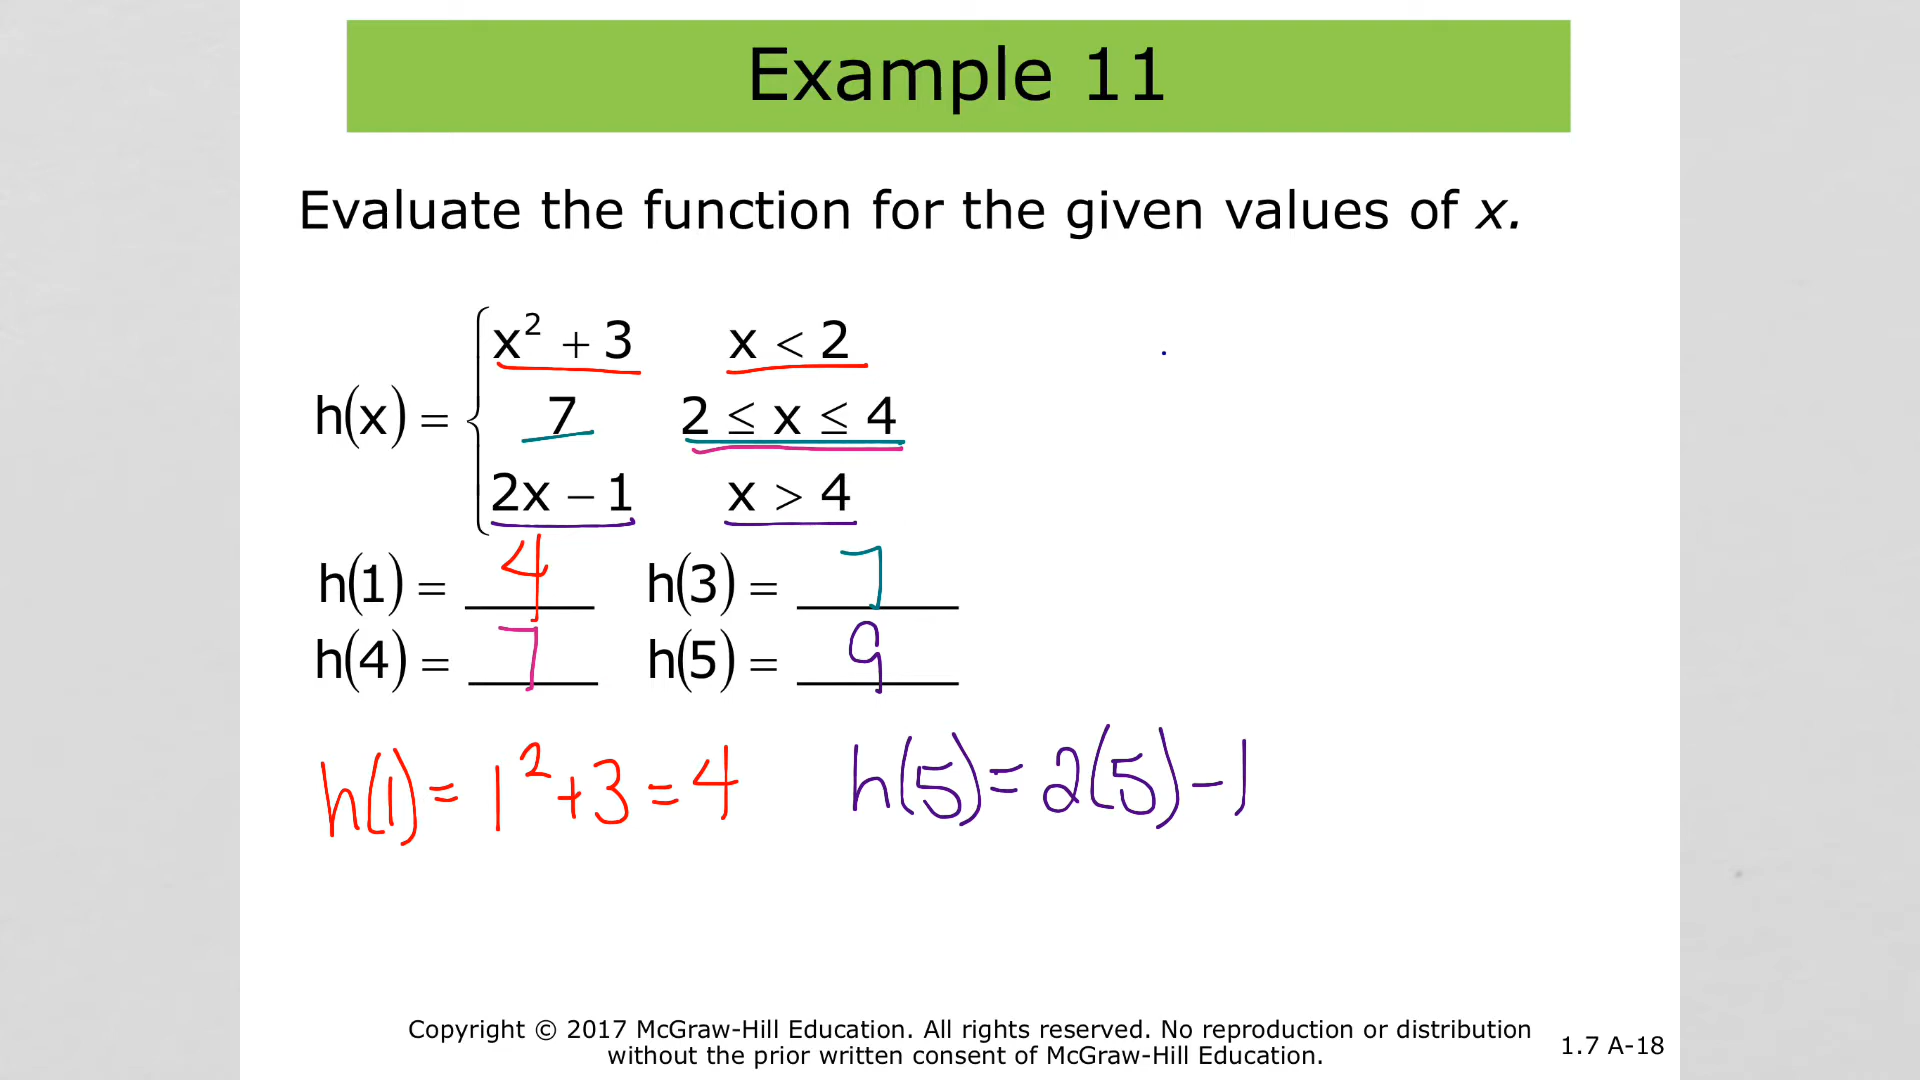 Example 11
Evaluate the function for the given values of x.
x² + 3 x < 2
h(x) = { 7 2 ≤ x ≤ 4
2x − 1 x > 4
h(1) = 4 h(3) = 7
h(4) = 7 h(5) = 9
h(1) = 1² + 3 = 4 h(5) = 2(5) − 1
Copyright © 2017 McGraw-Hill Education. All rights reserved. No reproduction or distribution
without the prior written consent of McGraw-Hill Education.
1.7 A-18